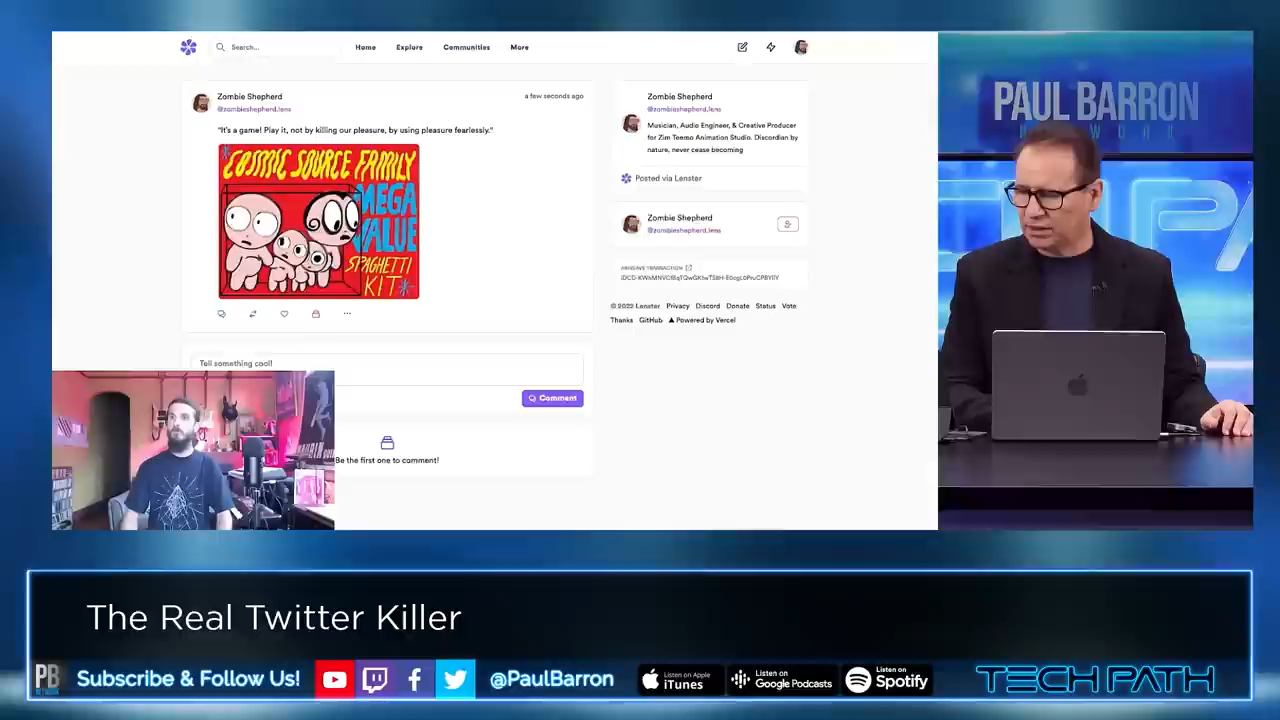 Search...
Home
Explore
Communities
More
Zombie Shepherd
@zombieshepherd.lens
a few seconds ago
"It's a game! Play it, not by killing our pleasure, by using pleasure fearlessly."
COSMIC SOURCE FAMILY
MEGA
VALUE
SPAGHETTI
KIT
Tell something cool!
Comment
Be the first one to comment!
Zombie Shepherd
@zombieshepherd.lens
Musician, Audio Engineer, & Creative Producer
for Zim Teemo Animation Studio. Discordian by
nature, never cease becoming
Posted via Lenster
Zombie Shepherd
@zombieshepherd.lens
ARWEAVE TRANSACTION
© 2022 Lenster Privacy Discord Donate Status Vote
Thanks GitHub Powered by Vercel
PAUL BARRON
The Real Twitter Killer
PB
Subscribe & Follow Us!
@PaulBarron
Listen on Apple
iTunes
Listen on
Google Podcasts
Listen on
Spotify
TECH PATH